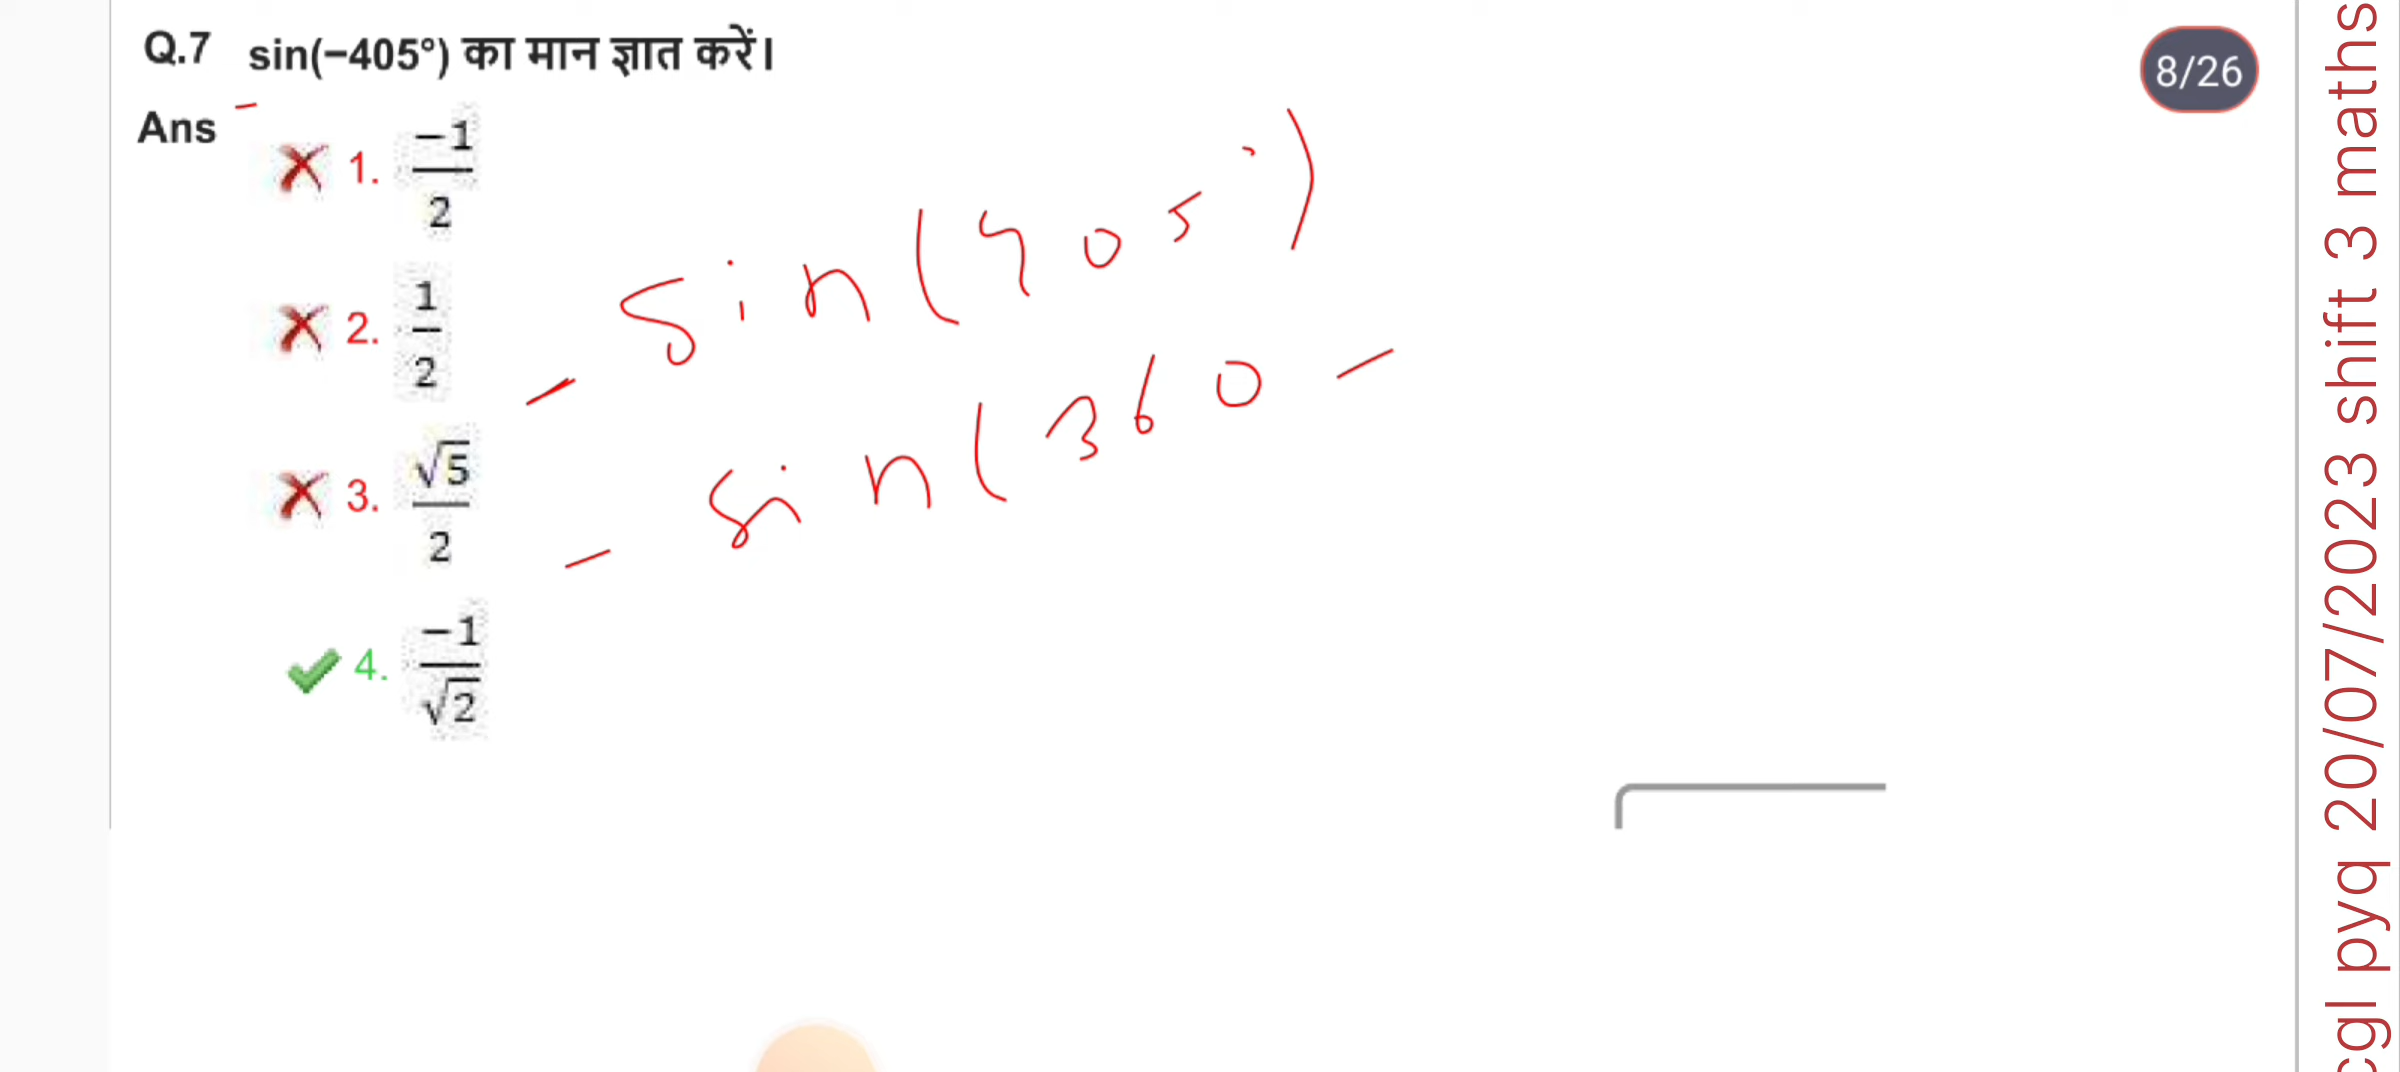 Q.7 sin(−405°) का मान ज्ञात करें।
8/26
Ans
1. −1/2
2. 1/2
3. √5/2
4. −1/√2
− sin(405°)
− sin(360 −
cgl pyq 20/07/2023 shift 3 maths